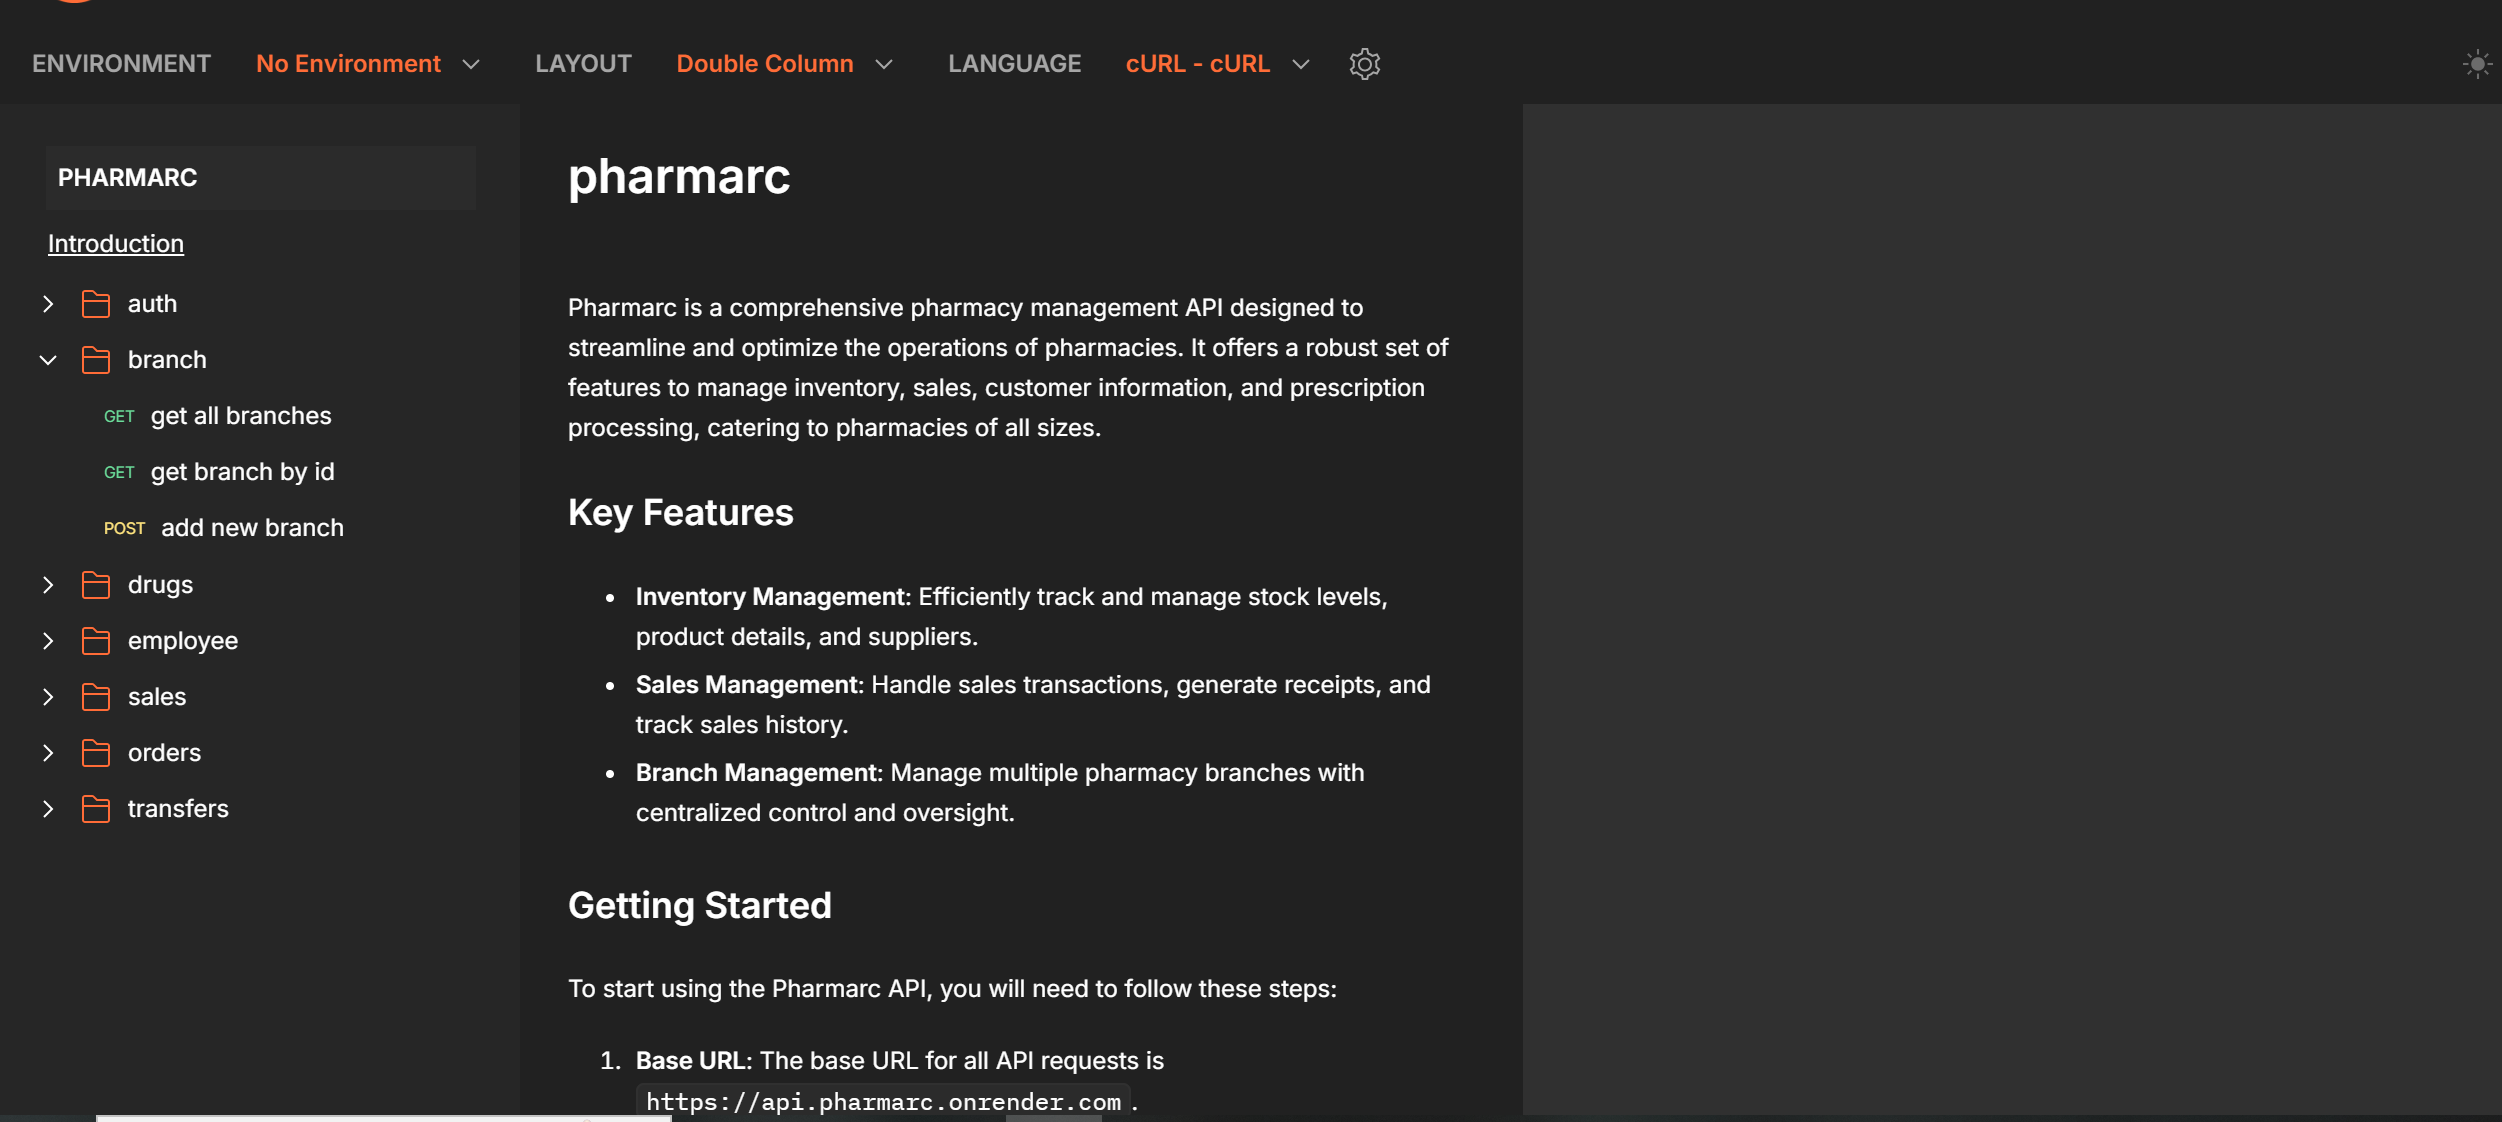 ENVIRONMENT No Environment LAYOUT Double Column LANGUAGE cURL - cURL
PHARMARC
Introduction
auth
branch
GET get all branches
GET get branch by id
POST add new branch
drugs
employee
sales
orders
transfers
pharmarc
Pharmarc is a comprehensive pharmacy management API designed to
streamline and optimize the operations of pharmacies. It offers a robust set of
features to manage inventory, sales, customer information, and prescription
processing, catering to pharmacies of all sizes.
Key Features
• Inventory Management: Efficiently track and manage stock levels,
product details, and suppliers.
• Sales Management: Handle sales transactions, generate receipts, and
track sales history.
• Branch Management: Manage multiple pharmacy branches with
centralized control and oversight.
Getting Started
To start using the Pharmarc API, you will need to follow these steps:
1. Base URL: The base URL for all API requests is
https://api.pharmarc.onrender.com.